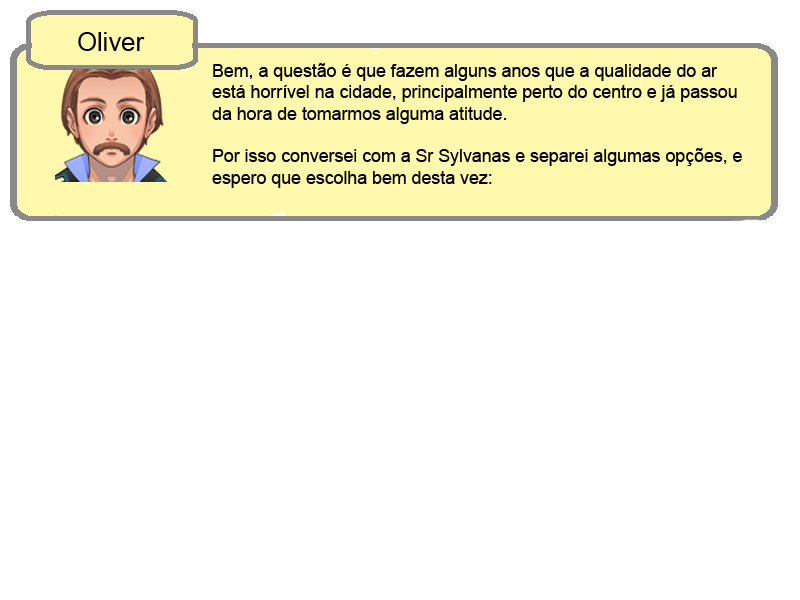 Oliver
Bem, a questão é que fazem alguns anos que a qualidade do ar
está horrível na cidade, principalmente perto do centro e já passou
da hora de tomarmos alguma atitude.
Por isso conversei com a Sr Sylvanas e separei algumas opções, e
espero que escolha bem desta vez: